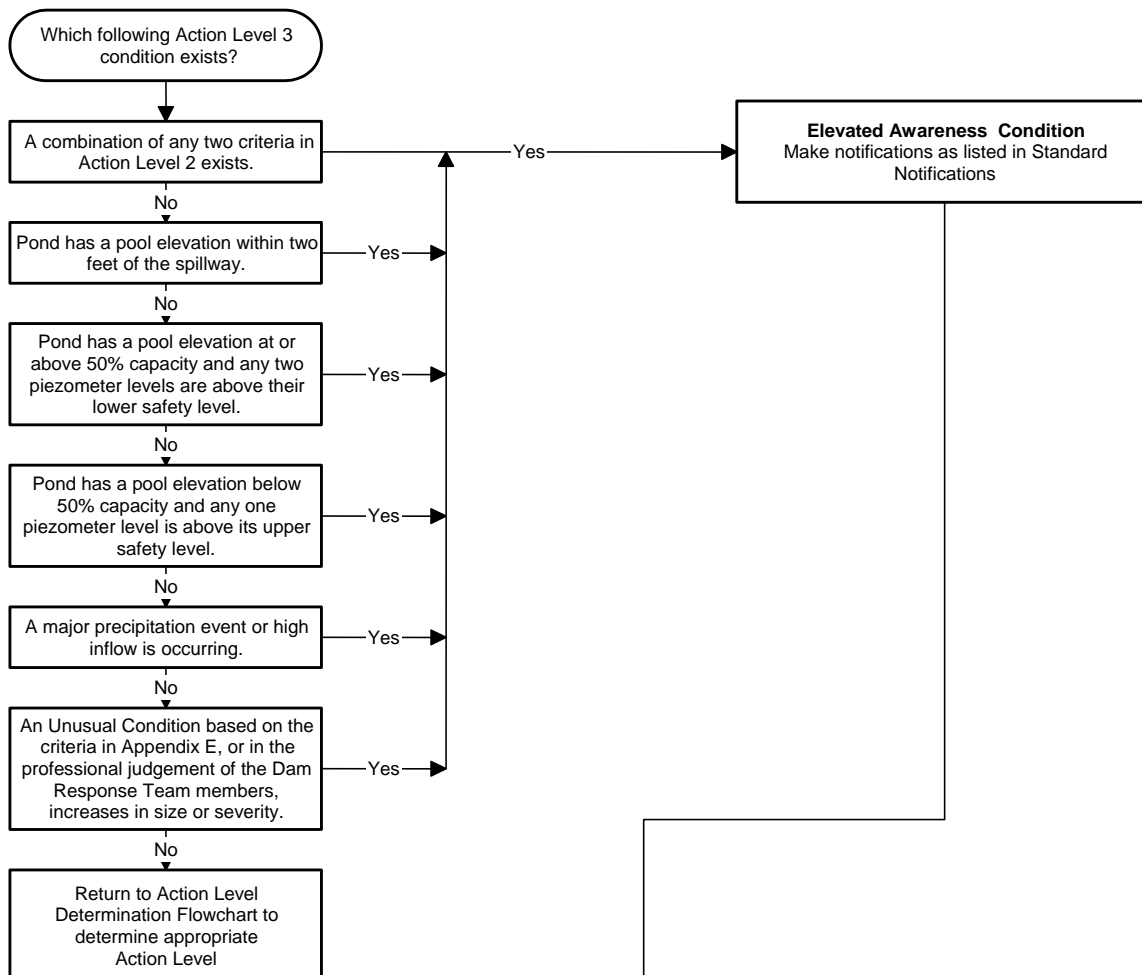 Which following Action Level 3
condition exists?
A combination of any two criteria in
Action Level 2 exists.
Yes
Elevated Awareness Condition
Make notifications as listed in Standard
Notifications
No
Pond has a pool elevation within two
feet of the spillway.
Yes
No
Pond has a pool elevation at or
above 50% capacity and any two
piezometer levels are above their
lower safety level.
Yes
No
Pond has a pool elevation below
50% capacity and any one
piezometer level is above its upper
safety level.
Yes
No
A major precipitation event or high
inflow is occurring.
Yes
No
An Unusual Condition based on the
criteria in Appendix E, or in the
professional judgement of the Dam
Response Team members,
increases in size or severity.
Yes
No
Return to Action Level
Determination Flowchart to
determine appropriate
Action Level